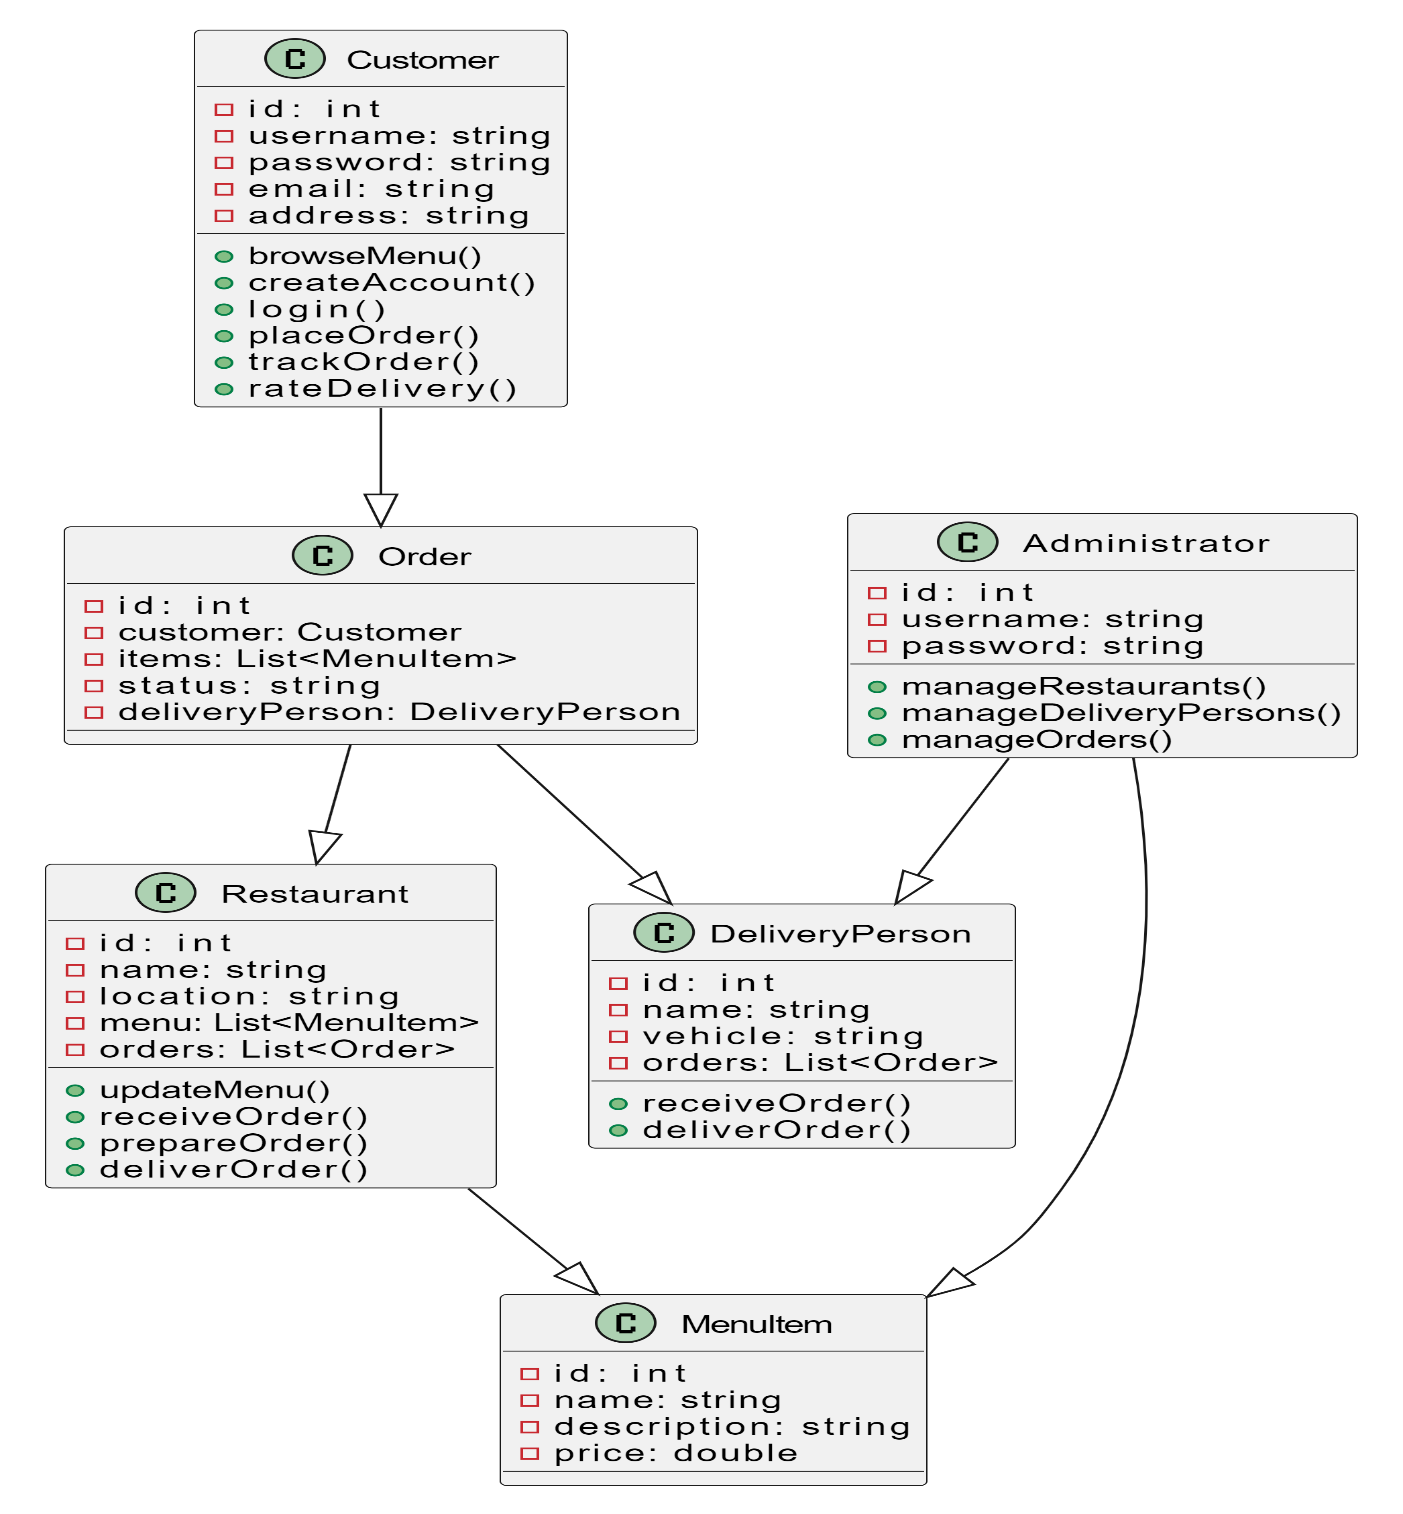 C Customer
id: int
username: string
password: string
email: string
address: string
browseMenu()
createAccount()
login()
placeOrder()
trackOrder()
rateDelivery()
C Order
id: int
customer: Customer
items: List<MenuItem>
status: string
deliveryPerson: DeliveryPerson
C Administrator
id: int
username: string
password: string
manageRestaurants()
manageDeliveryPersons()
manageOrders()
C Restaurant
id: int
name: string
location: string
menu: List<MenuItem>
orders: List<Order>
updateMenu()
receiveOrder()
prepareOrder()
deliverOrder()
C DeliveryPerson
id: int
name: string
vehicle: string
orders: List<Order>
receiveOrder()
deliverOrder()
C MenuItem
id: int
name: string
description: string
price: double